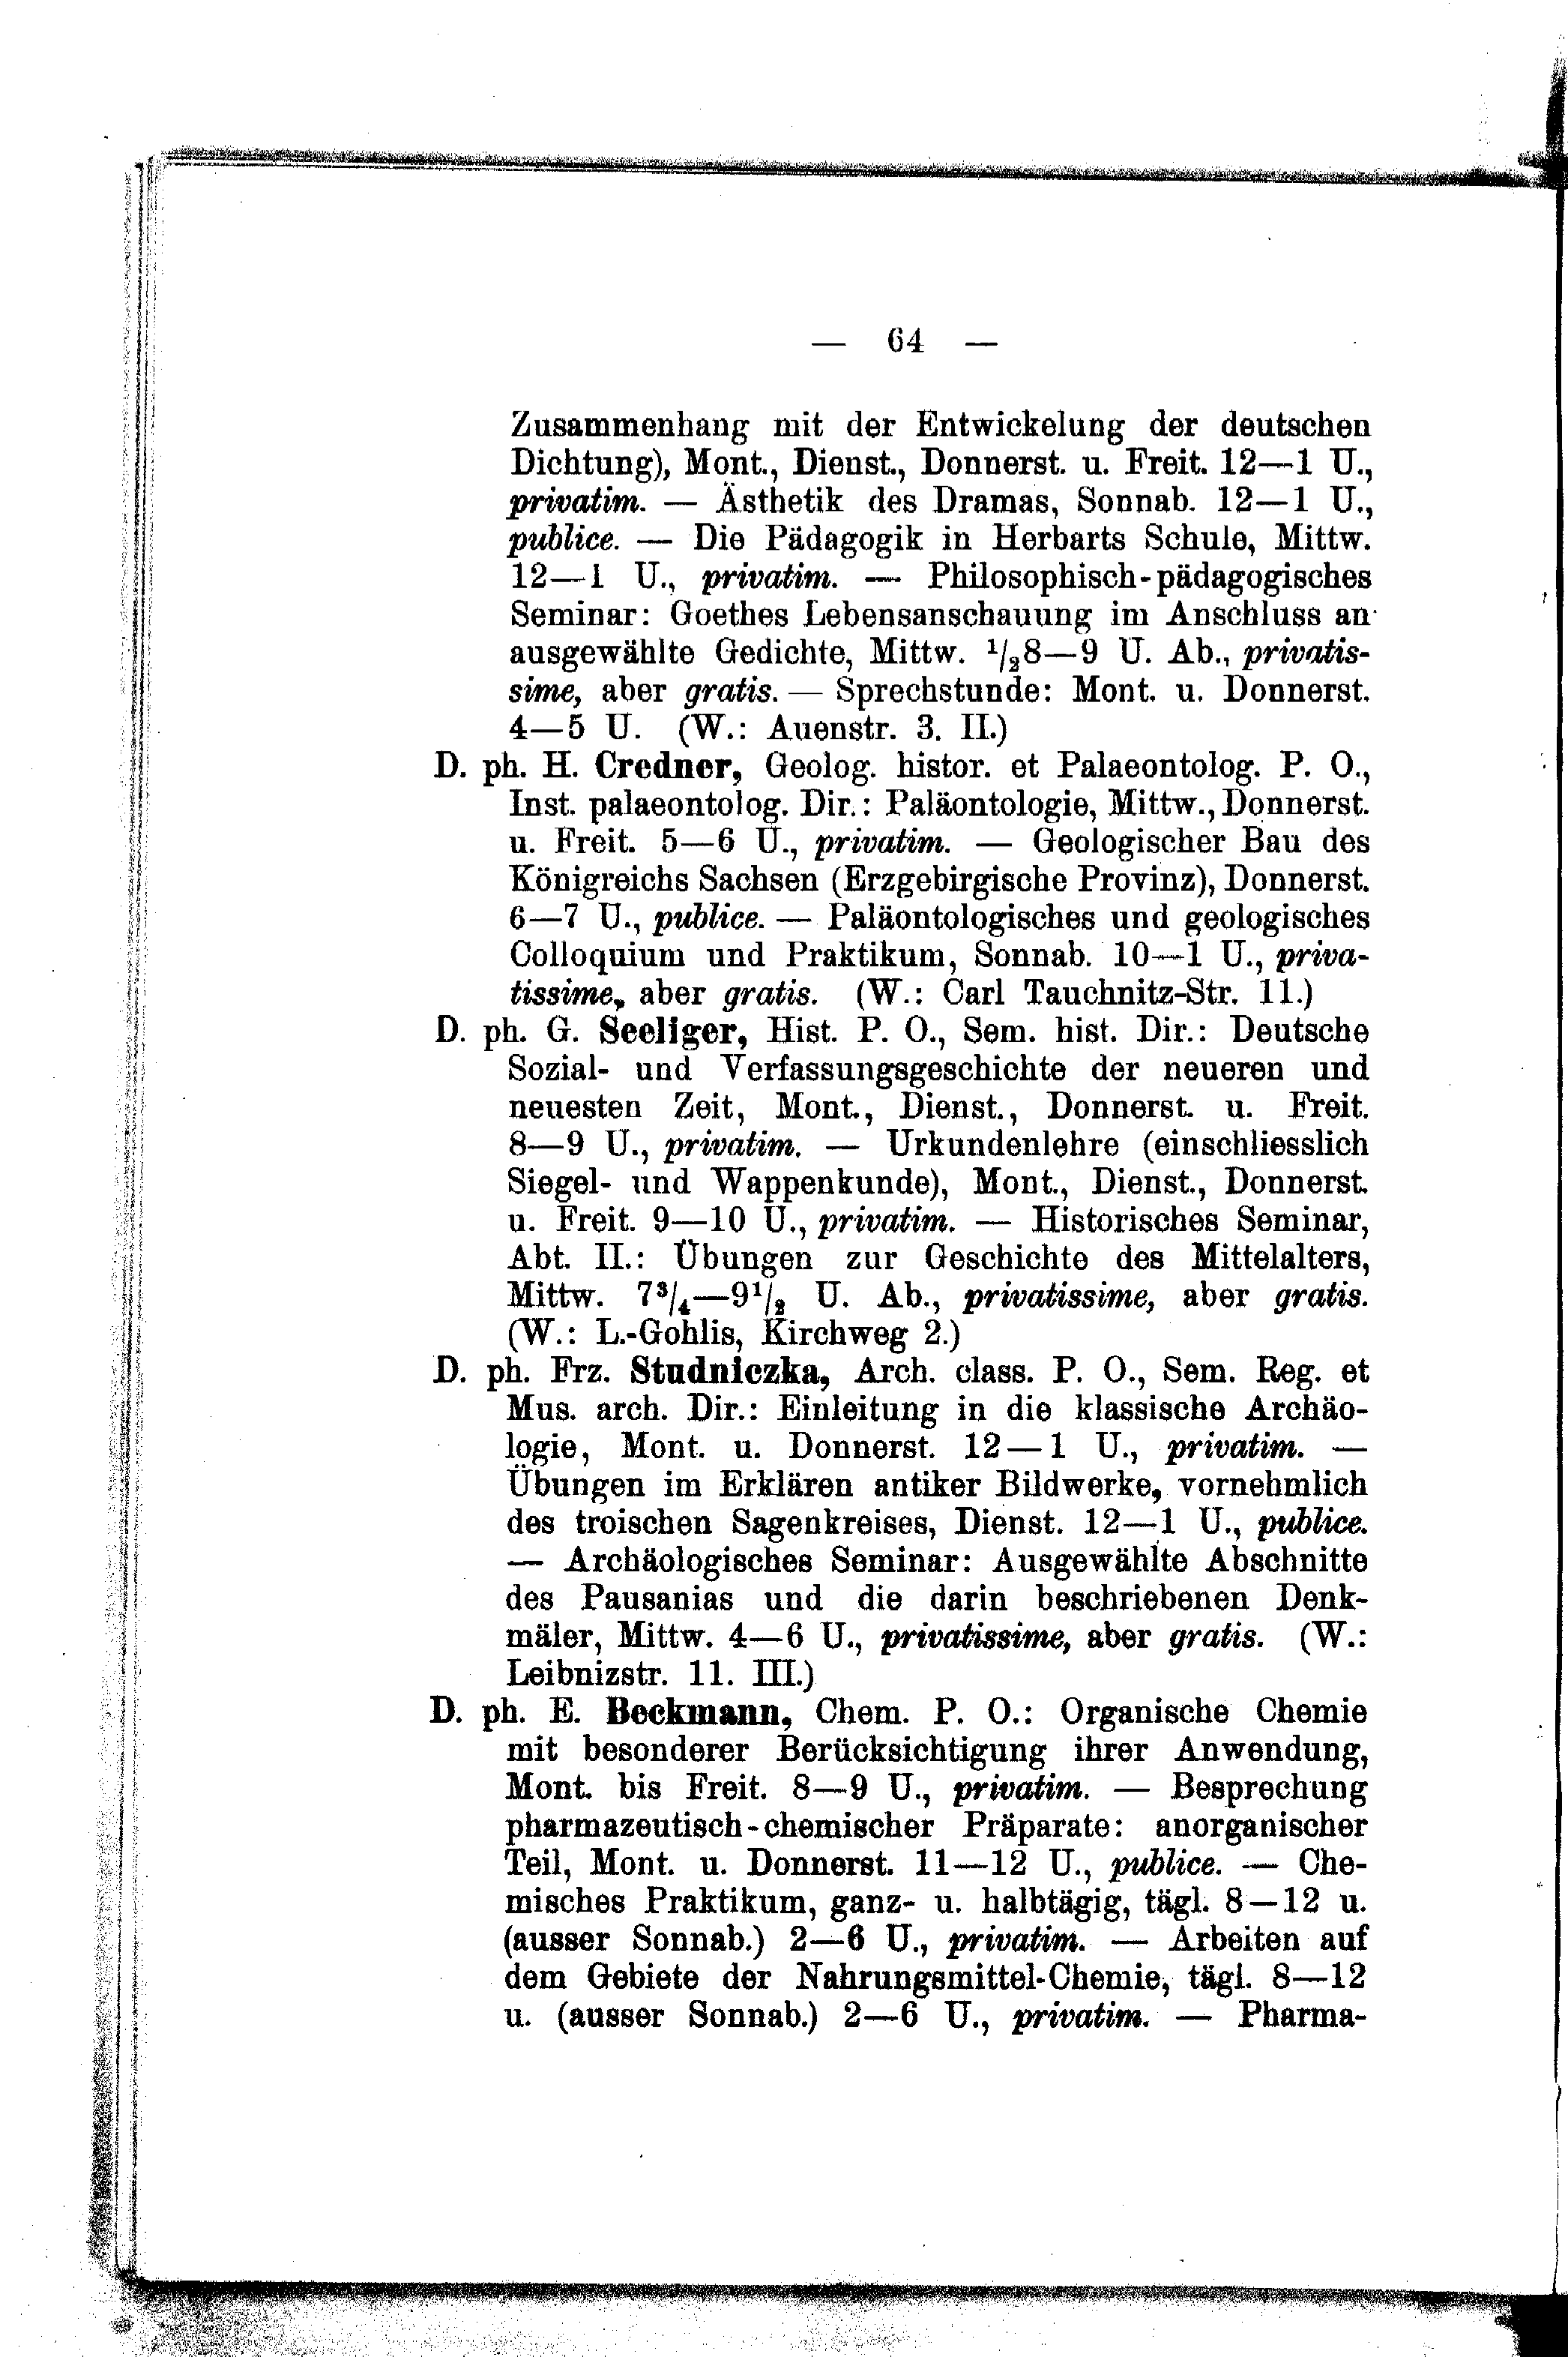 — 64 —
Zusammenhang mit der Entwickelung der deutschen
Dichtung), Mont., Dienst., Donnerst. u. Freit. 12—1 U.,
privatim. — Ästhetik des Dramas, Sonnab. 12—1 U.,
publice. — Die Pädagogik in Herbarts Schule, Mittw.
12—1 U., privatim. — Philosophisch-pädagogisches
Seminar: Goethes Lebensanschauung im Anschluss an
ausgewählte Gedichte, Mittw. 1/28—9 U. Ab., privatis-
sime, aber gratis. — Sprechstunde: Mont. u. Donnerst.
4—5 U. (W.: Auenstr. 3. II.)
D. ph. H. Credner, Geolog. histor. et Palaeontolog. P. O.,
Inst. palaeontolog. Dir.: Paläontologie, Mittw., Donnerst.
u. Freit. 5—6 U., privatim. — Geologischer Bau des
Königreichs Sachsen (Erzgebirgische Provinz), Donnerst.
6—7 U., publice. — Paläontologisches und geologisches
Colloquium und Praktikum, Sonnab. 10—1 U., priva-
tissime, aber gratis. (W.: Carl Tauchnitz-Str. 11.)
D. ph. G. Seeliger, Hist. P. O., Sem. hist. Dir.: Deutsche
Sozial- und Verfassungsgeschichte der neueren und
neuesten Zeit, Mont., Dienst., Donnerst. u. Freit.
8—9 U., privatim. — Urkundenlehre (einschliesslich
Siegel- und Wappenkunde), Mont., Dienst., Donnerst.
u. Freit. 9—10 U., privatim. — Historisches Seminar,
Abt. II.: Übungen zur Geschichte des Mittelalters,
Mittw. 7 3/4—9 1/2 U. Ab., privatissime, aber gratis.
(W.: L.-Gohlis, Kirchweg 2.)
D. ph. Frz. Studniczka, Arch. class. P. O., Sem. Reg. et
Mus. arch. Dir.: Einleitung in die klassische Archäo-
logie, Mont. u. Donnerst. 12—1 U., privatim. —
Übungen im Erklären antiker Bildwerke, vornehmlich
des troischen Sagenkreises, Dienst. 12—1 U., publice.
— Archäologisches Seminar: Ausgewählte Abschnitte
des Pausanias und die darin beschriebenen Denk-
mäler, Mittw. 4—6 U., privatissime, aber gratis. (W.:
Leibnizstr. 11. III.)
D. ph. E. Beckmann, Chem. P. O.: Organische Chemie
mit besonderer Berücksichtigung ihrer Anwendung,
Mont. bis Freit. 8—9 U., privatim. — Besprechung
pharmazeutisch-chemischer Präparate: anorganischer
Teil, Mont. u. Donnerst. 11—12 U., publice. — Che-
misches Praktikum, ganz- u. halbtägig, tägl. 8—12 u.
(ausser Sonnab.) 2—6 U., privatim. — Arbeiten auf
dem Gebiete der Nahrungsmittel-Chemie, tägl. 8—12
u. (ausser Sonnab.) 2—6 U., privatim. — Pharma-